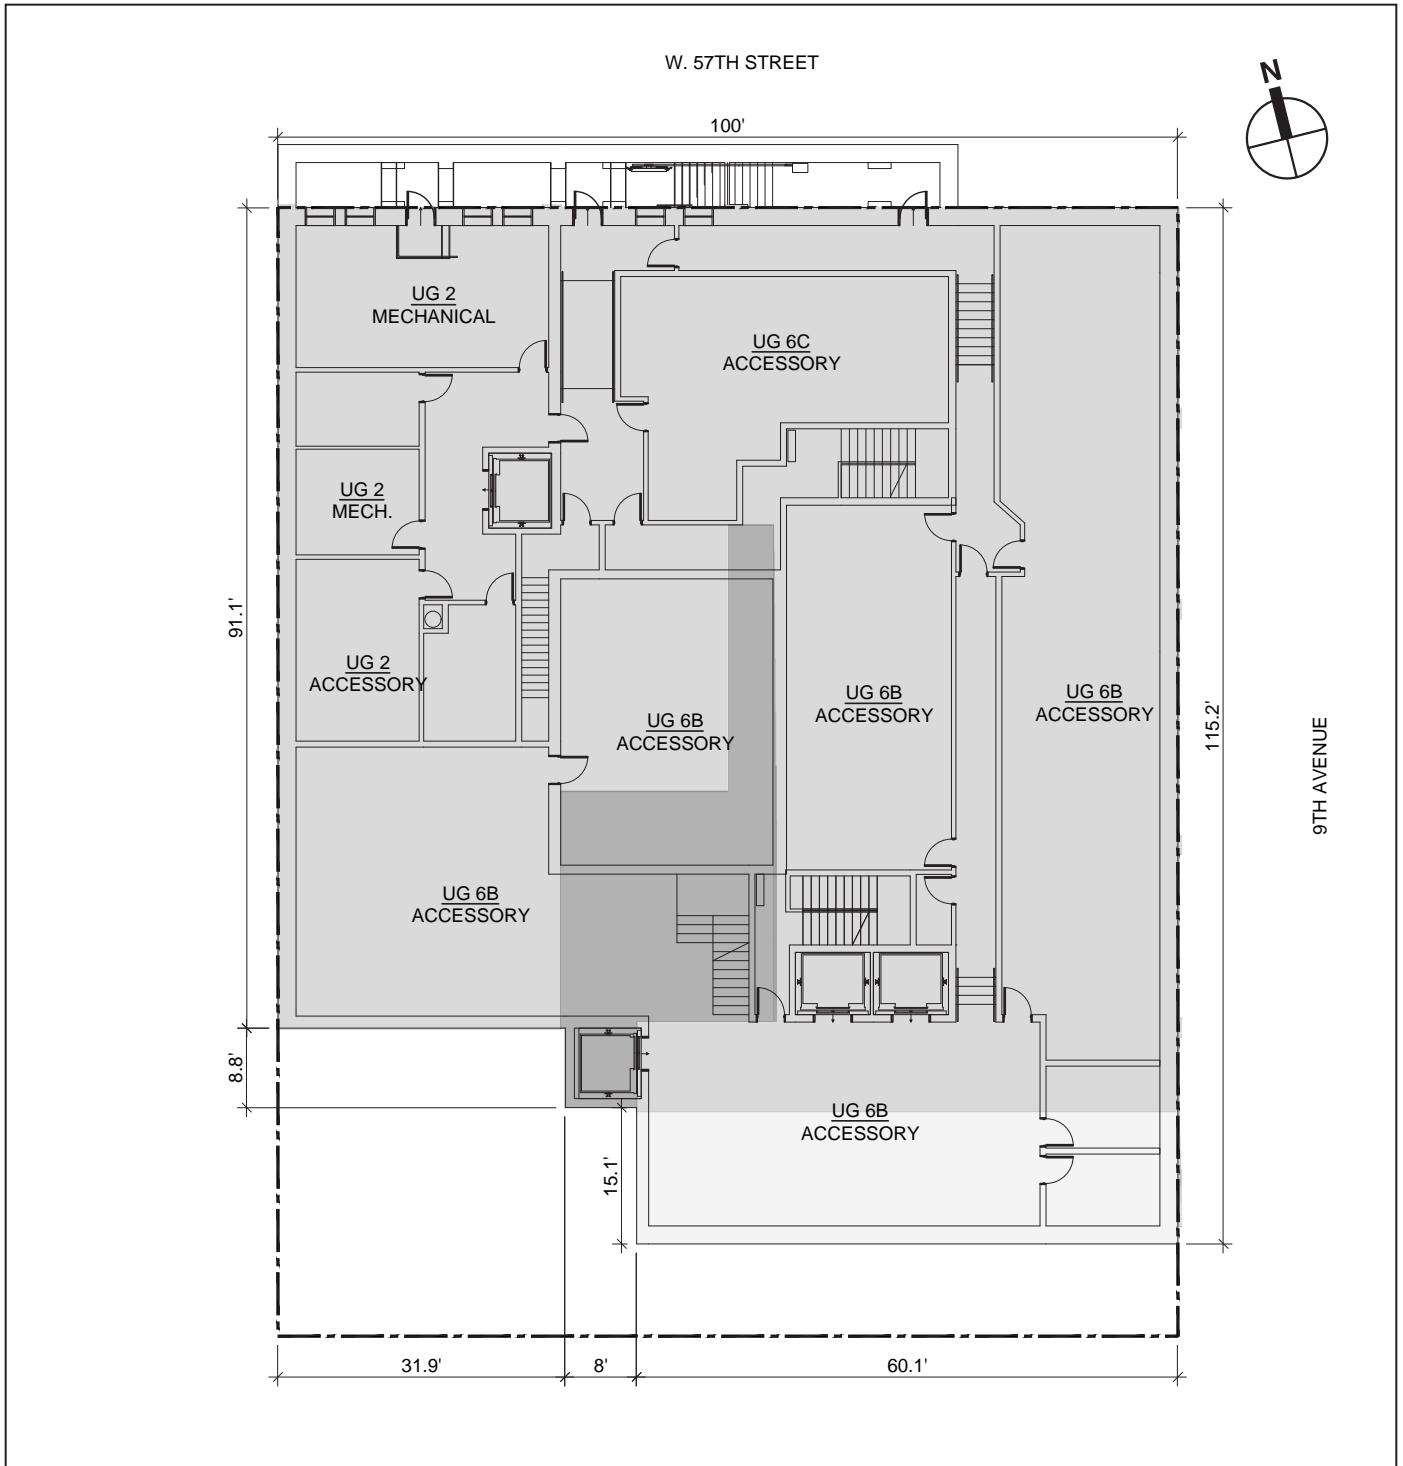 W. 57TH STREET
N
100'
UG 2
MECHANICAL
UG 6C
ACCESSORY
UG 2
MECH.
91.1'
UG 2
ACCESSORY
UG 6B
ACCESSORY
UG 6B
ACCESSORY
UG 6B
ACCESSORY
115.2'
9TH AVENUE
UG 6B
ACCESSORY
8.8'
UG 6B
ACCESSORY
15.1'
31.9'
8'
60.1'